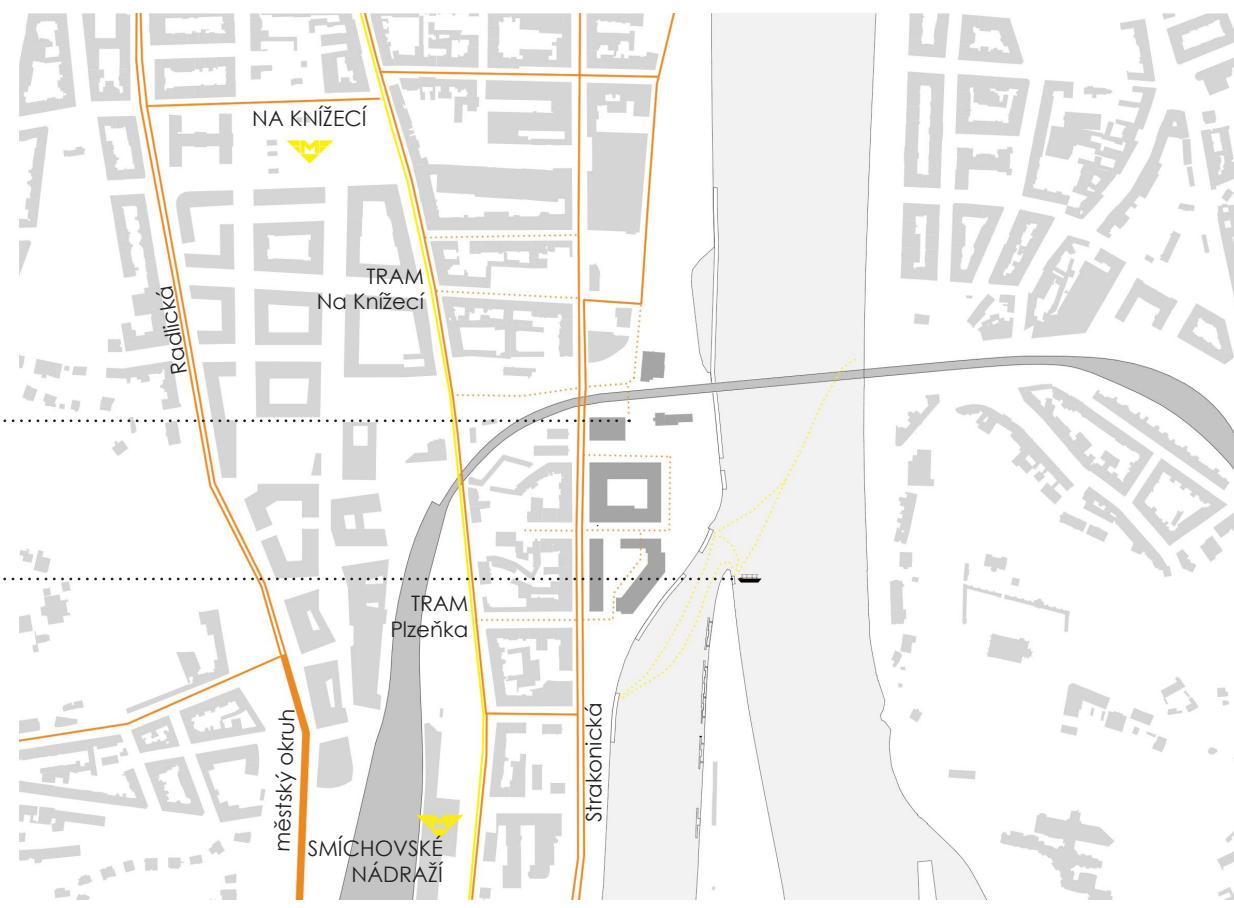 NA KNÍŽECÍ
M
TRAM
Na Knížecí
Radlická
TRAM
Plzeňka
Strakonická
městský okruh
M
SMÍCHOVSKÉ
NÁDRAŽÍ